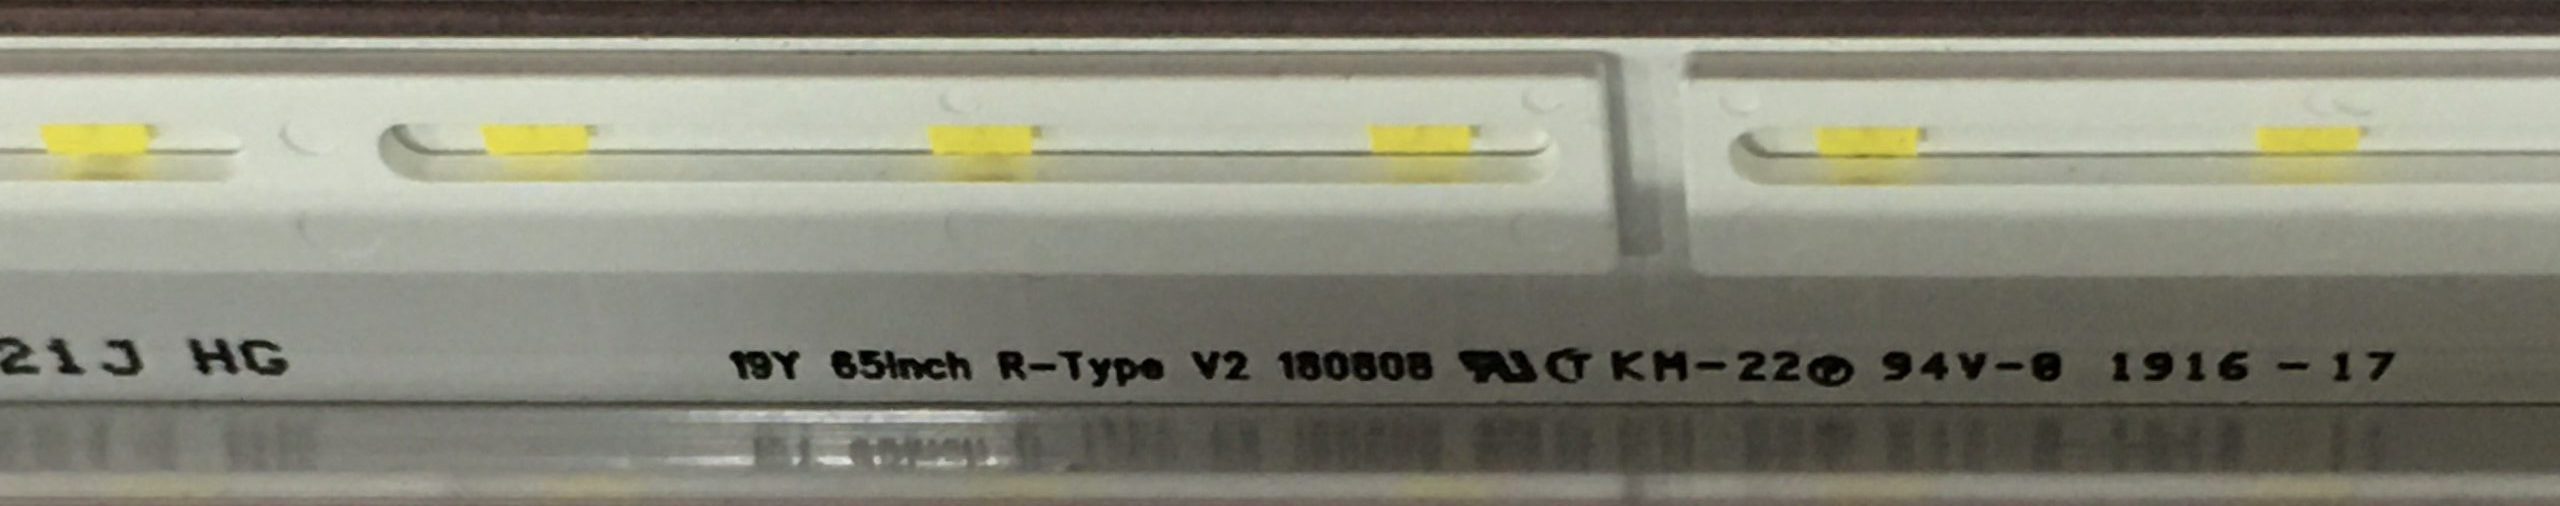 21J HG 19Y 65inch R-Type V2 180808 KM-22 94V-0 1916 -17